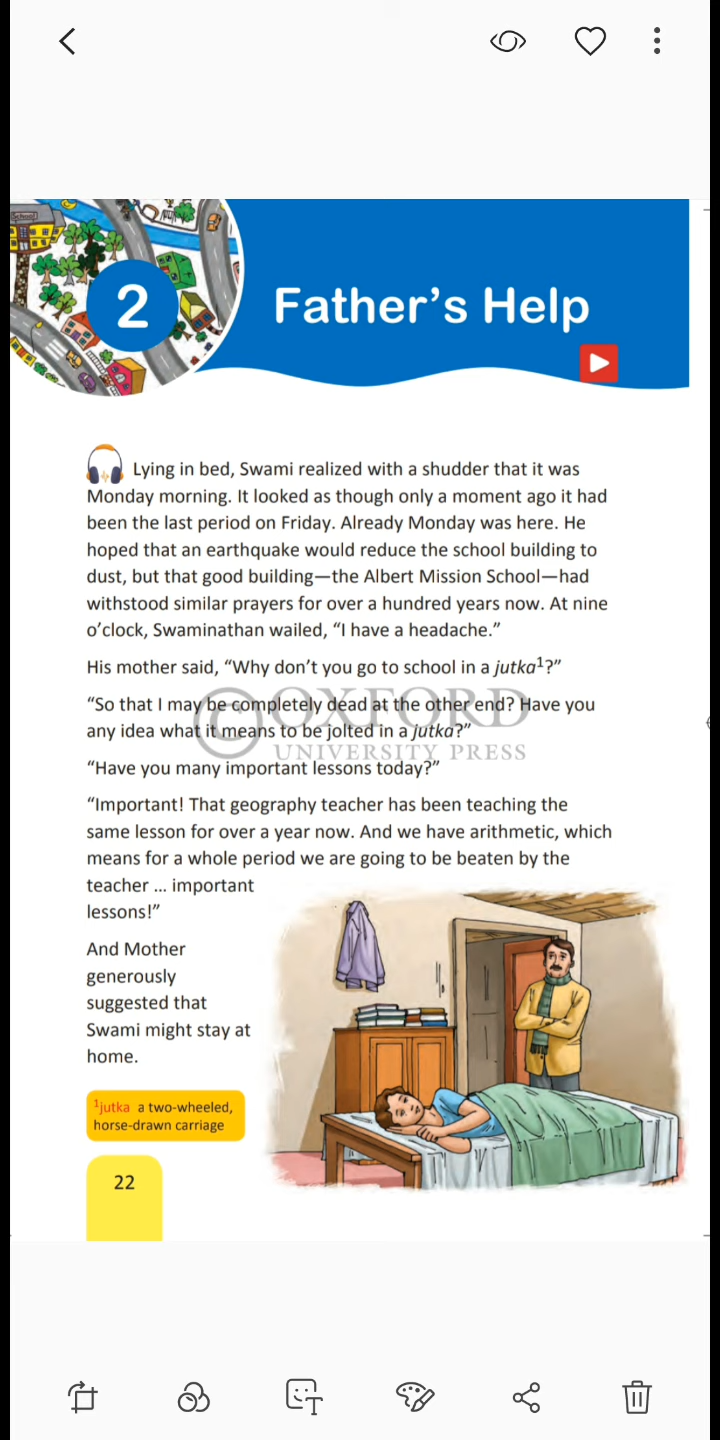 School
2
Father's Help
Lying in bed, Swami realized with a shudder that it was
Monday morning. It looked as though only a moment ago it had
been the last period on Friday. Already Monday was here. He
hoped that an earthquake would reduce the school building to
dust, but that good building—the Albert Mission School—had
withstood similar prayers for over a hundred years now. At nine
o'clock, Swaminathan wailed, “I have a headache.”
His mother said, “Why don't you go to school in a jutka¹?”
“So that I may be completely dead at the other end? Have you
any idea what it means to be jolted in a jutka?”
© OXFORD
UNIVERSITY PRESS
“Have you many important lessons today?”
“Important! That geography teacher has been teaching the
same lesson for over a year now. And we have arithmetic, which
means for a whole period we are going to be beaten by the
teacher ... important
lessons!”
And Mother
generously
suggested that
Swami might stay at
home.
¹jutka a two-wheeled,
horse-drawn carriage
22
T